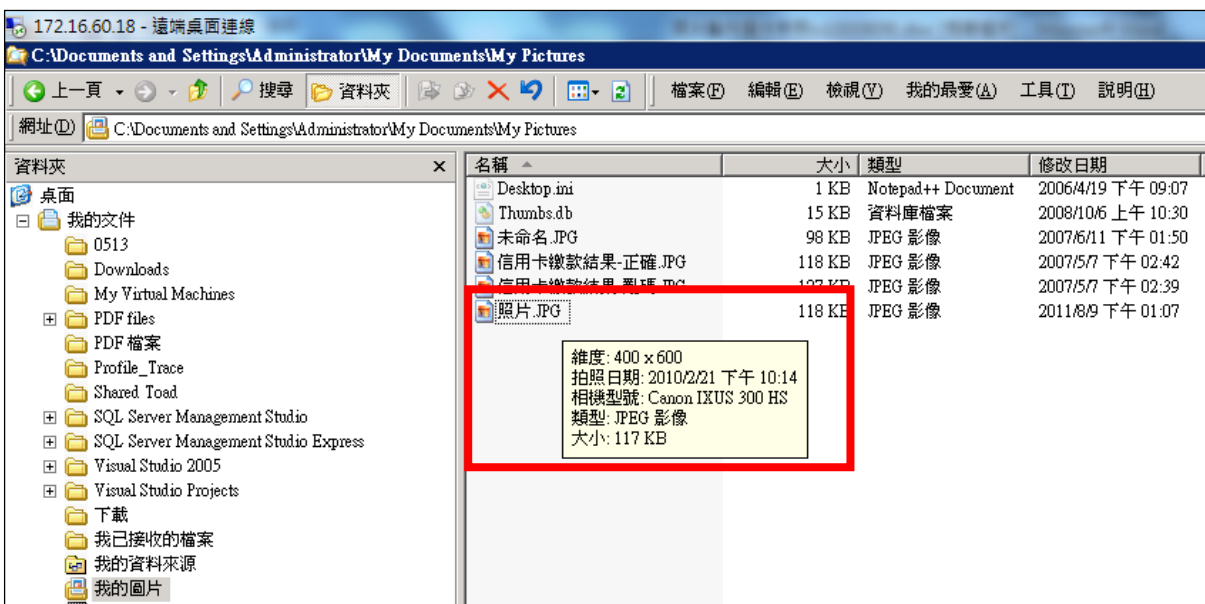 172.16.60.18 - 遠端桌面連線
C:\Documents and Settings\Administrator\My Documents\My Pictures
上一頁 搜尋 資料夾 檔案(F) 編輯(E) 檢視(V) 我的最愛(A) 工具(T) 說明(H)
網址(D) C:\Documents and Settings\Administrator\My Documents\My Pictures
資料夾
桌面
我的文件
0513
Downloads
My Virtual Machines
PDF files
PDF 檔案
Profile_Trace
Shared Toad
SQL Server Management Studio
SQL Server Management Studio Express
Visual Studio 2005
Visual Studio Projects
下載
我已接收的檔案
我的資料來源
我的圖片
名稱 大小 類型 修改日期
Desktop.ini 1 KB Notepad++ Document 2006/4/19 下午 09:07
Thumbs.db 15 KB 資料庫檔案 2008/10/6 上午 10:30
未命名.JPG 98 KB JPEG 影像 2007/6/11 下午 01:50
信用卡繳款結果-正確.JPG 118 KB JPEG 影像 2007/5/7 下午 02:42
信用卡繳款結果-亂碼.JPG 127 KB JPEG 影像 2007/5/7 下午 02:39
照片.JPG 118 KB JPEG 影像 2011/8/9 下午 01:07
維度: 400 x 600
拍照日期: 2010/2/21 下午 10:14
相機型號: Canon IXUS 300 HS
類型: JPEG 影像
大小: 117 KB